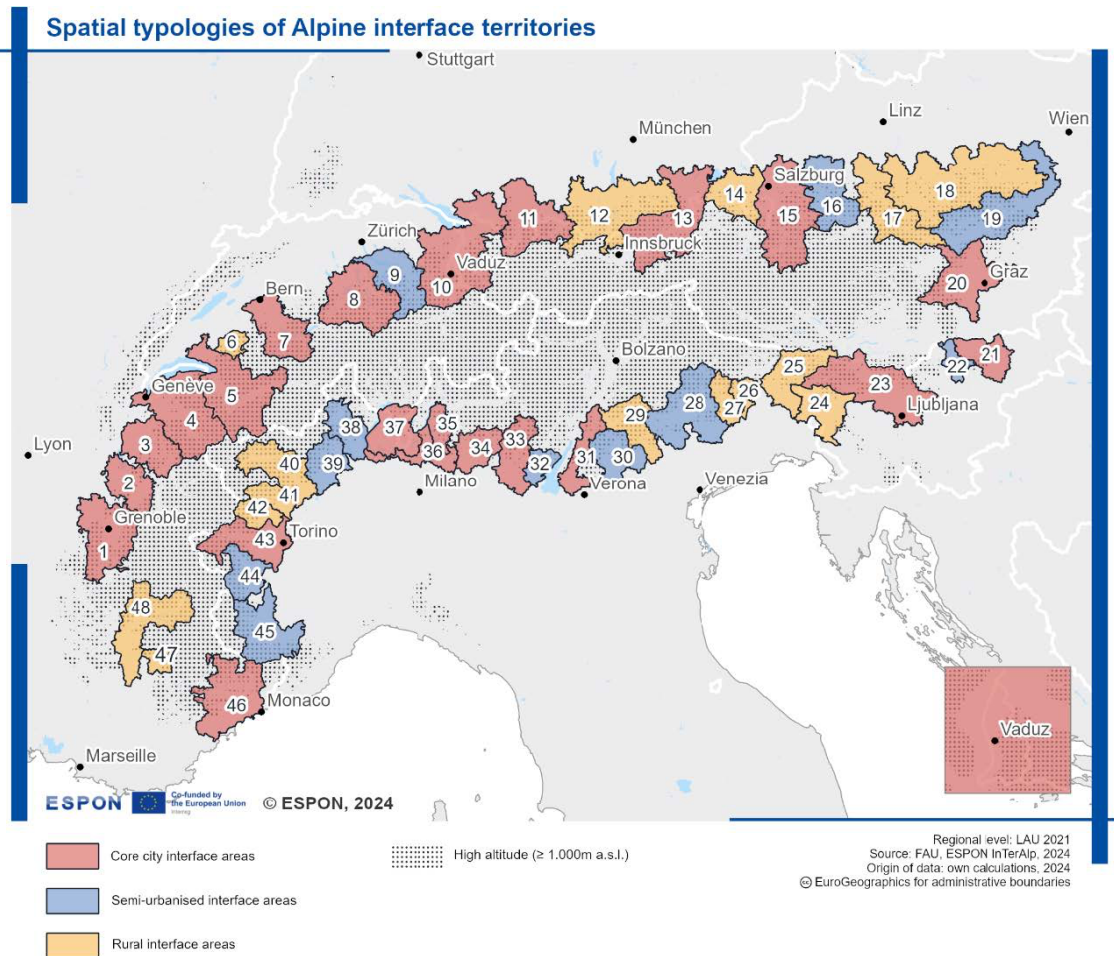 Spatial typologies of Alpine interface territories
Stuttgart
Linz
Wien
München
18
Salzburg
14
12
11
13
15
16
17
19
Zürich
Innsbruck
Vaduz
9
10
8
20
Graz
Bern
6
7
Bolzano
25
22
21
23
Genève
5
28
26
27
24
Ljubljana
4
38
37
35
29
3
Lyon
39
36
34
33
32
31
30
40
2
Milano
Verona
Venezia
41
42
Grenoble
1
43
Torino
44
48
45
47
46
Monaco
Vaduz
Marseille
ESPON
Co-funded by
the European Union
Interreg
© ESPON, 2024
Regional level: LAU 2021
Source: FAU, ESPON InTerAlp, 2024
Origin of data: own calculations, 2024
㏄ EuroGeographics for administrative boundaries
Core city interface areas
High altitude (≥ 1.000m a.s.l.)
Semi-urbanised interface areas
Rural interface areas